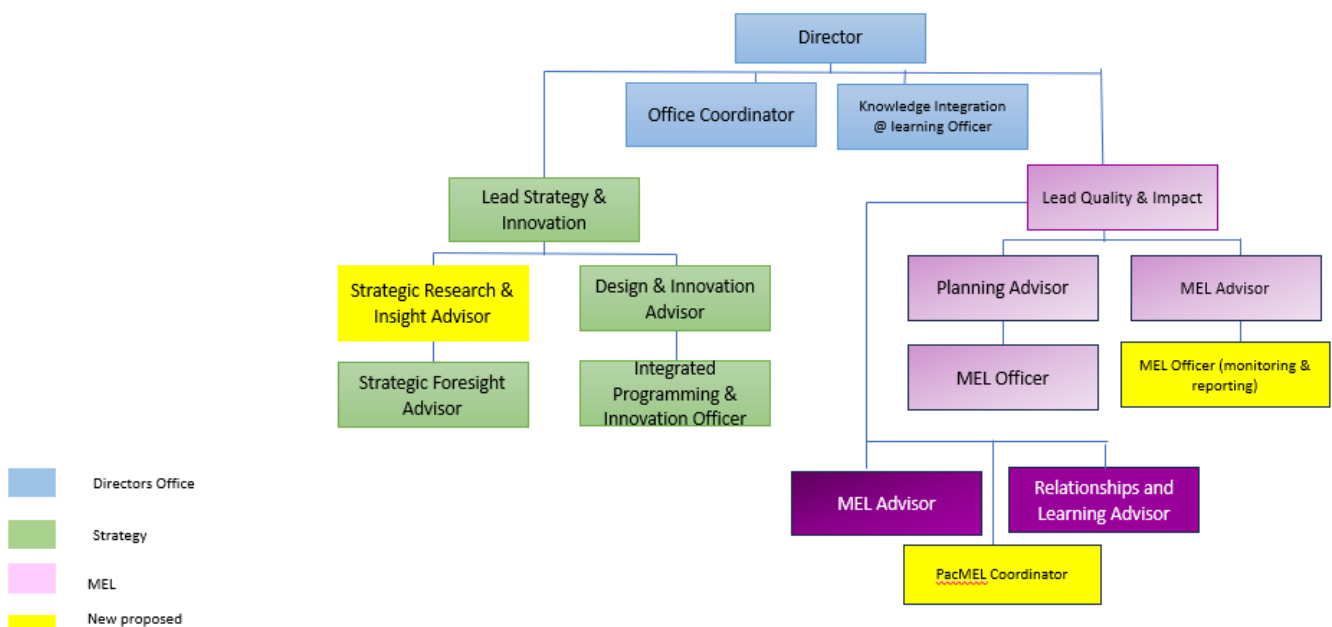 Director
Office Coordinator
Knowledge Integration
@ learning Officer
Lead Strategy &
Innovation
Lead Quality & Impact
Strategic Research &
Insight Advisor
Design & Innovation
Advisor
Planning Advisor
MEL Advisor
Strategic Foresight
Advisor
Integrated
Programming &
Innovation Officer
MEL Officer
MEL Officer (monitoring &
reporting)
MEL Advisor
Relationships and
Learning Advisor
PacMEL Coordinator
Directors Office
Strategy
MEL
New proposed